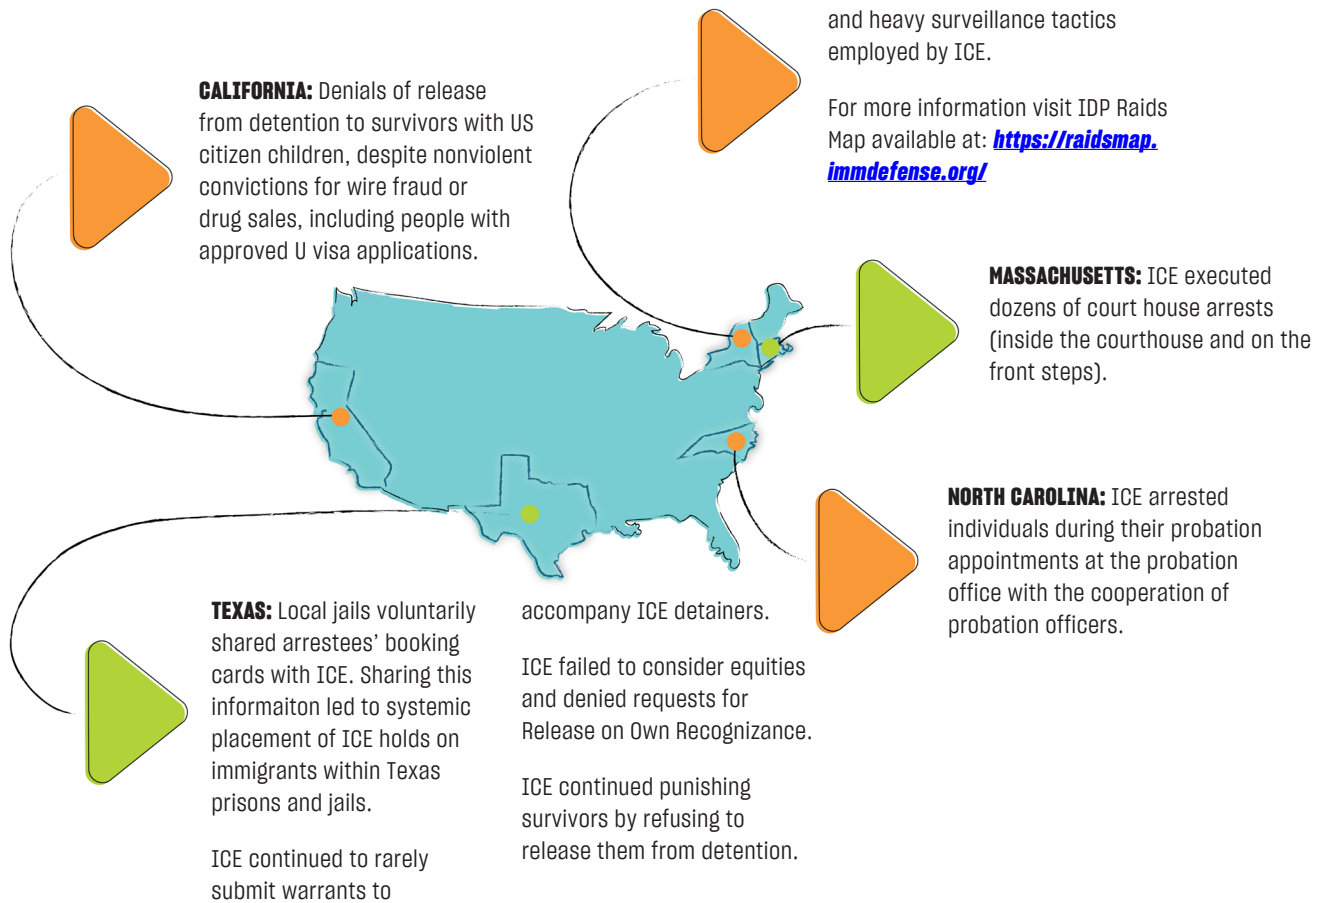 and heavy surveillance tactics
employed by ICE.
For more information visit IDP Raids
Map available at: https://raidsmap.
immdefense.org/
CALIFORNIA: Denials of release
from detention to survivors with US
citizen children, despite nonviolent
convictions for wire fraud or
drug sales, including people with
approved U visa applications.
MASSACHUSETTS: ICE executed
dozens of court house arrests
(inside the courthouse and on the
front steps).
NORTH CAROLINA: ICE arrested
individuals during their probation
appointments at the probation
office with the cooperation of
probation officers.
TEXAS: Local jails voluntarily
shared arrestees’ booking
cards with ICE. Sharing this
informaiton led to systemic
placement of ICE holds on
immigrants within Texas
prisons and jails.
ICE continued to rarely
submit warrants to
accompany ICE detainers.
ICE failed to consider equities
and denied requests for
Release on Own Recognizance.
ICE continued punishing
survivors by refusing to
release them from detention.